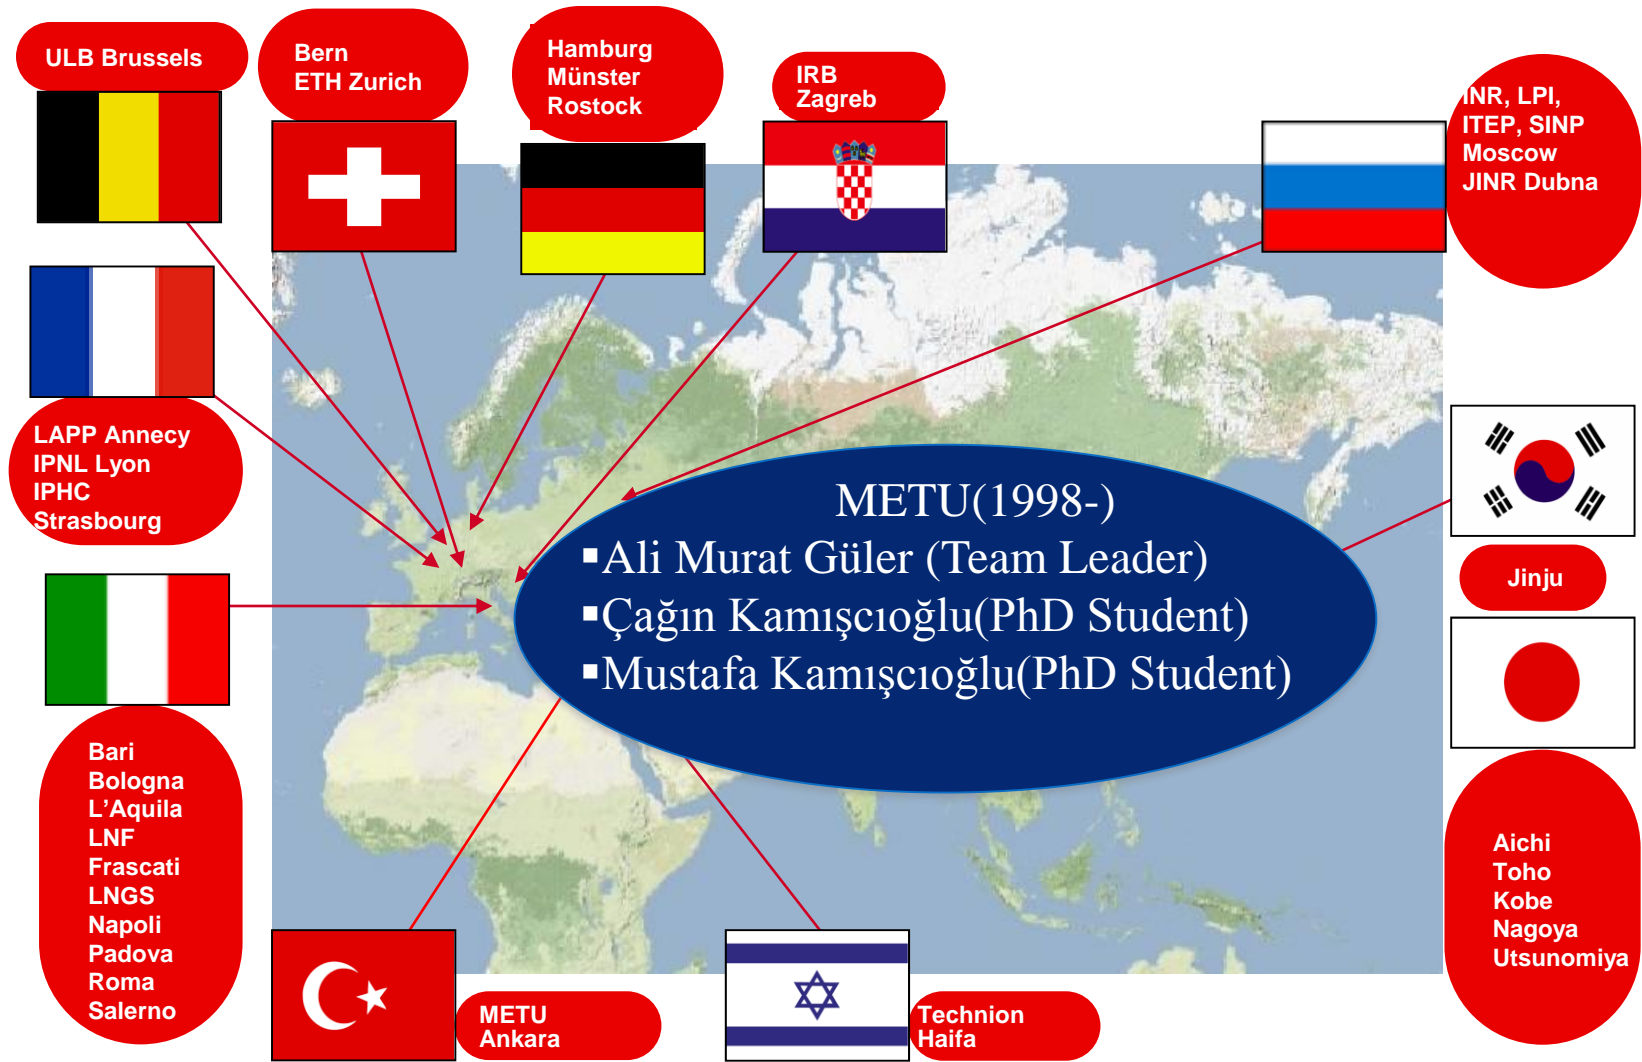 ULB Brussels
Bern
ETH Zurich
Hamburg
Münster
Rostock
IRB
Zagreb
INR, LPI,
ITEP, SINP
Moscow
JINR Dubna
LAPP Annecy
IPNL Lyon
IPHC
Strasbourg
METU(1998-)
▪Ali Murat Güler (Team Leader)
▪Çağın Kamışcıoğlu(PhD Student)
▪Mustafa Kamışcıoğlu(PhD Student)
Jinju
Bari
Bologna
L’Aquila
LNF
Frascati
LNGS
Napoli
Padova
Roma
Salerno
Aichi
Toho
Kobe
Nagoya
Utsunomiya
METU
Ankara
Technion
Haifa